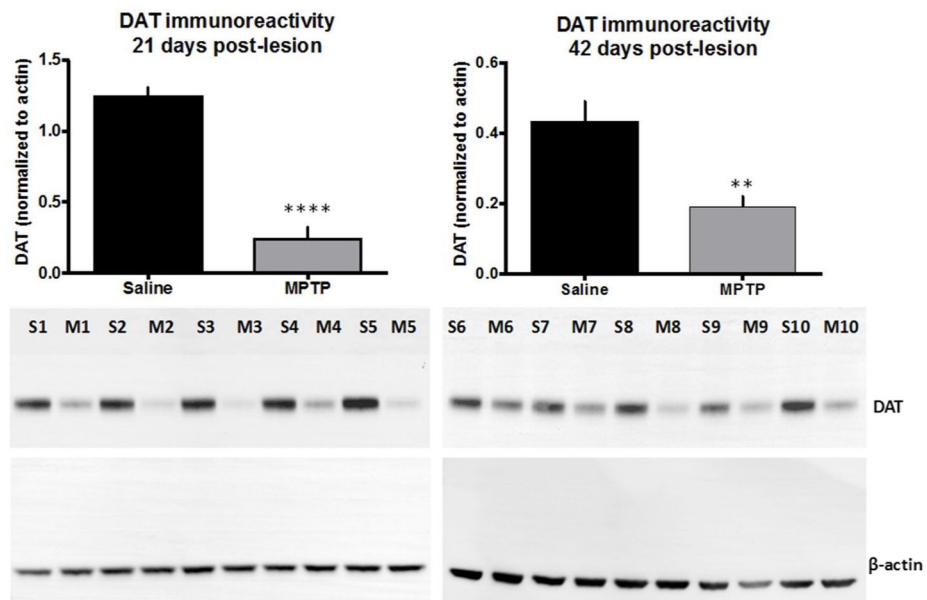 DAT immunoreactivity
21 days post-lesion
DAT (normalized to actin)
1.5
1.0
0.5
0.0
****
Saline MPTP
DAT immunoreactivity
42 days post-lesion
DAT (normalized to actin)
0.6
0.4
0.2
0.0
**
Saline MPTP
S1 M1 S2 M2 S3 M3 S4 M4 S5 M5
S6 M6 S7 M7 S8 M8 S9 M9 S10 M10
DAT
β-actin